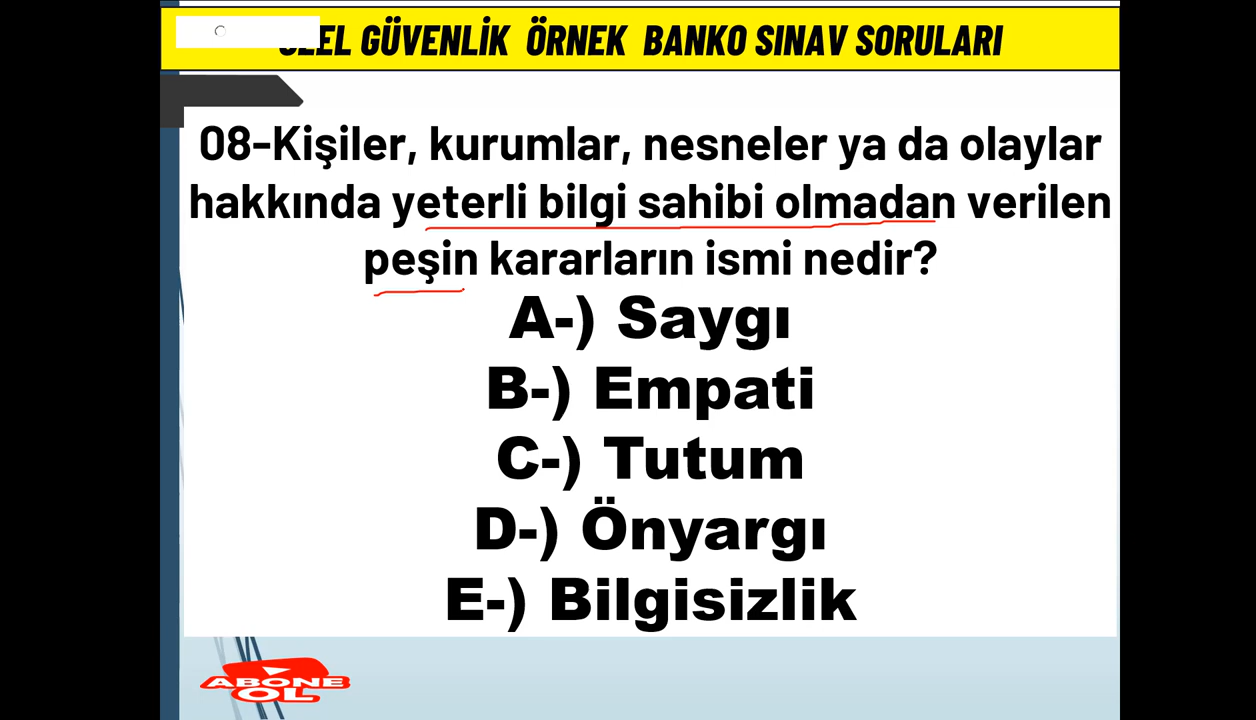 GÜVENLİK ÖRNEK BANKO SINAV SORULARI
08-Kişiler, kurumlar, nesneler ya da olaylar
hakkında yeterli bilgi sahibi olmadan verilen
peşin kararların ismi nedir?
A-) Saygı
B-) Empati
C-) Tutum
D-) Önyargı
E-) Bilgisizlik
ABONE
OL